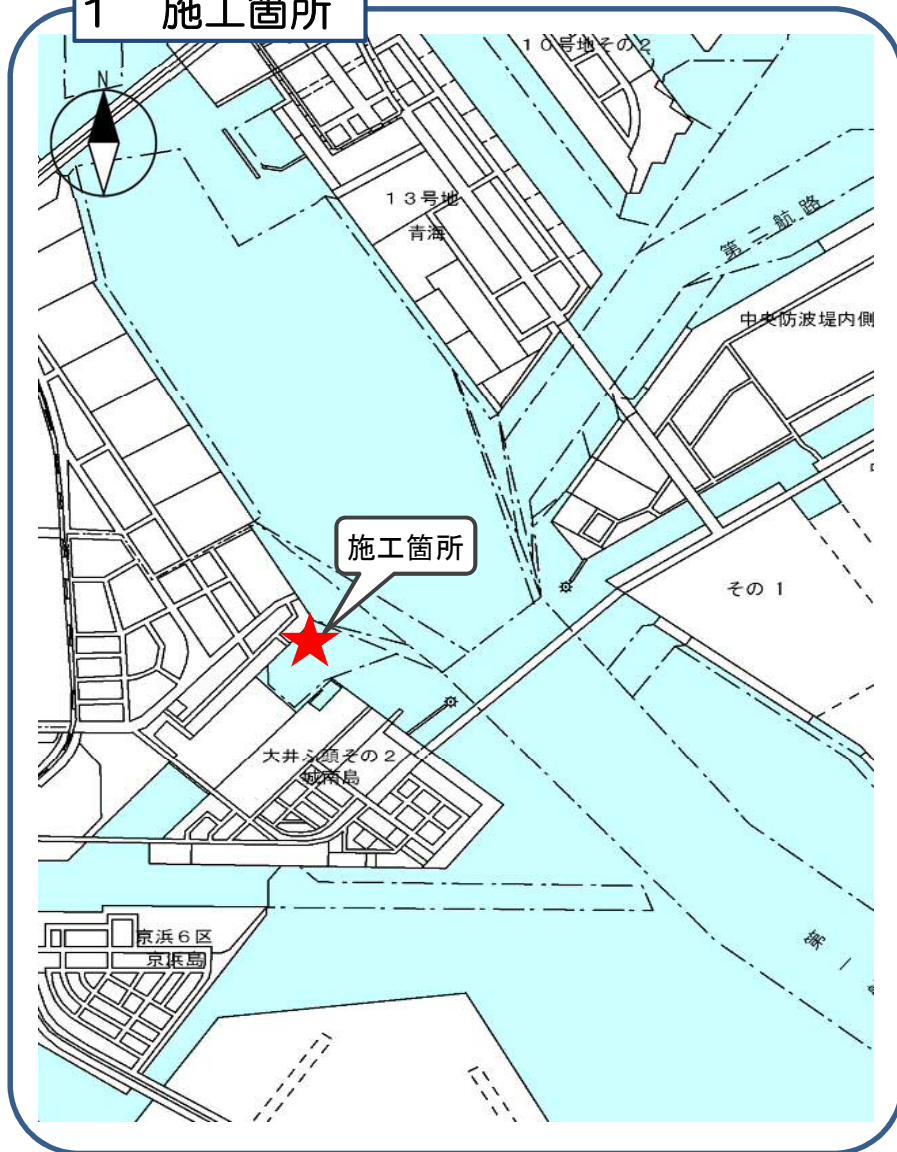 1 施工箇所
N
10号地その2
13号地
青海
第二航路
中央防波堤内側
施工箇所
その 1
大井ふ頭その2
城南島
京浜6区
京浜島
第一